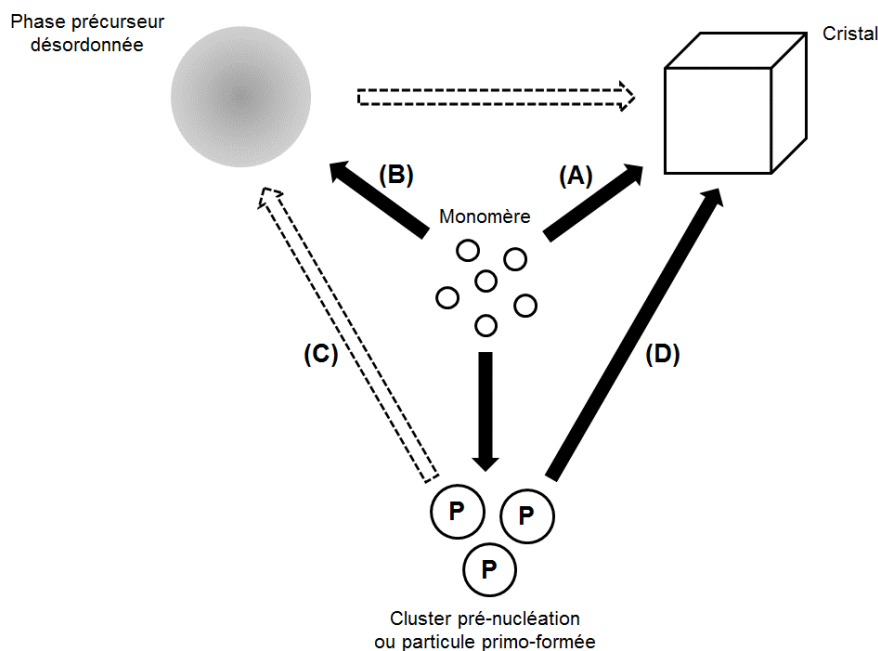 Phase précurseur
désordonnée
Cristal
(B)
(A)
Monomère
(C)
(D)
P
P
P
Cluster pré-nucléation
ou particule primo-formée